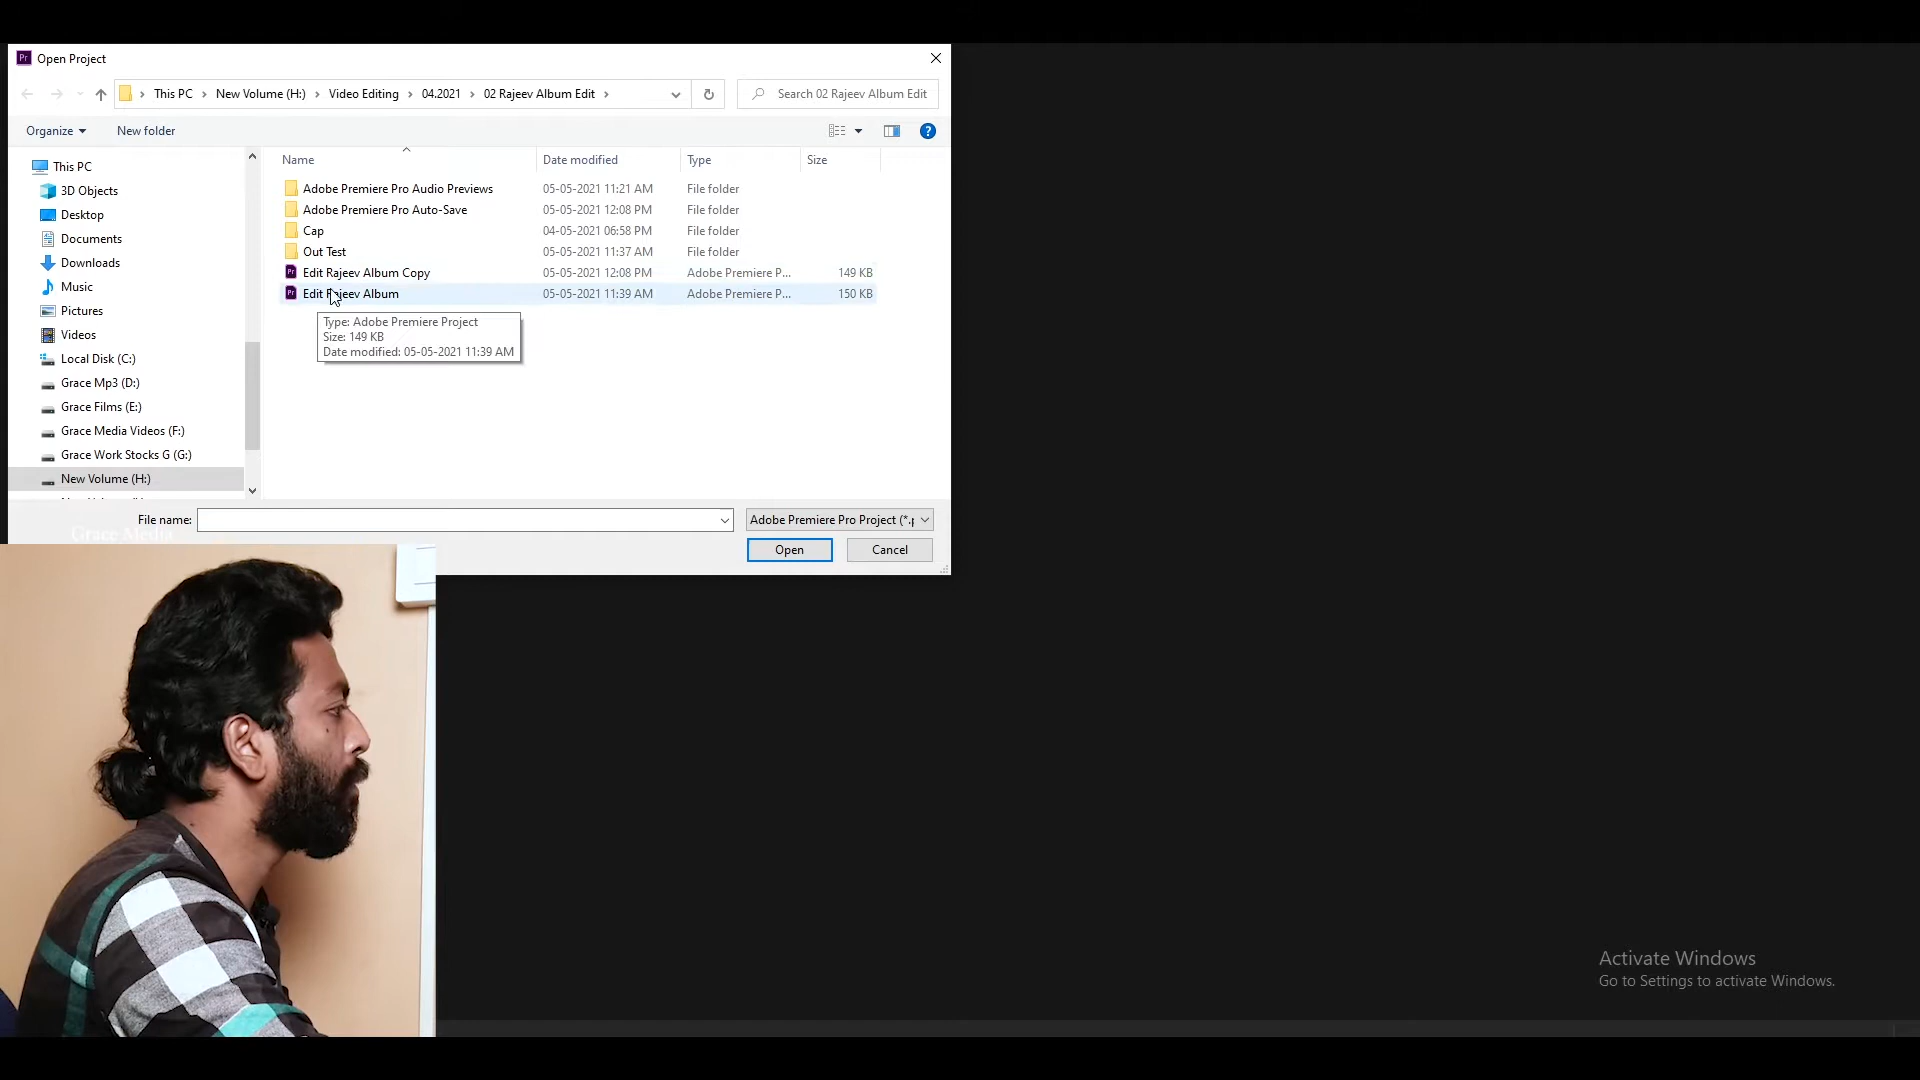 Open Project
This PC > New Volume (H:) > Video Editing > 04.2021 > 02 Rajeev Album Edit >
Search 02 Rajeev Album Edit
Organize
New folder
Name
Date modified
Type
Size
This PC
3D Objects
Desktop
Documents
Downloads
Music
Pictures
Videos
Local Disk (C:)
Grace Mp3 (D:)
Grace Films (E:)
Grace Media Videos (F:)
Grace Work Stocks G (G:)
New Volume (H:)
Adobe Premiere Pro Audio Previews 05-05-2021 11:21 AM File folder
Adobe Premiere Pro Auto-Save 05-05-2021 12:08 PM File folder
Cap 04-05-2021 06:58 PM File folder
Out Test 05-05-2021 11:37 AM File folder
Edit Rajeev Album Copy 05-05-2021 12:08 PM Adobe Premiere P... 149 KB
Edit Rajeev Album 05-05-2021 11:39 AM Adobe Premiere P... 150 KB
Type: Adobe Premiere Project
Size: 149 KB
Date modified: 05-05-2021 11:39 AM
File name:
Adobe Premiere Pro Project (*.p
Grace Media
Open
Cancel
Activate Windows
Go to Settings to activate Windows.